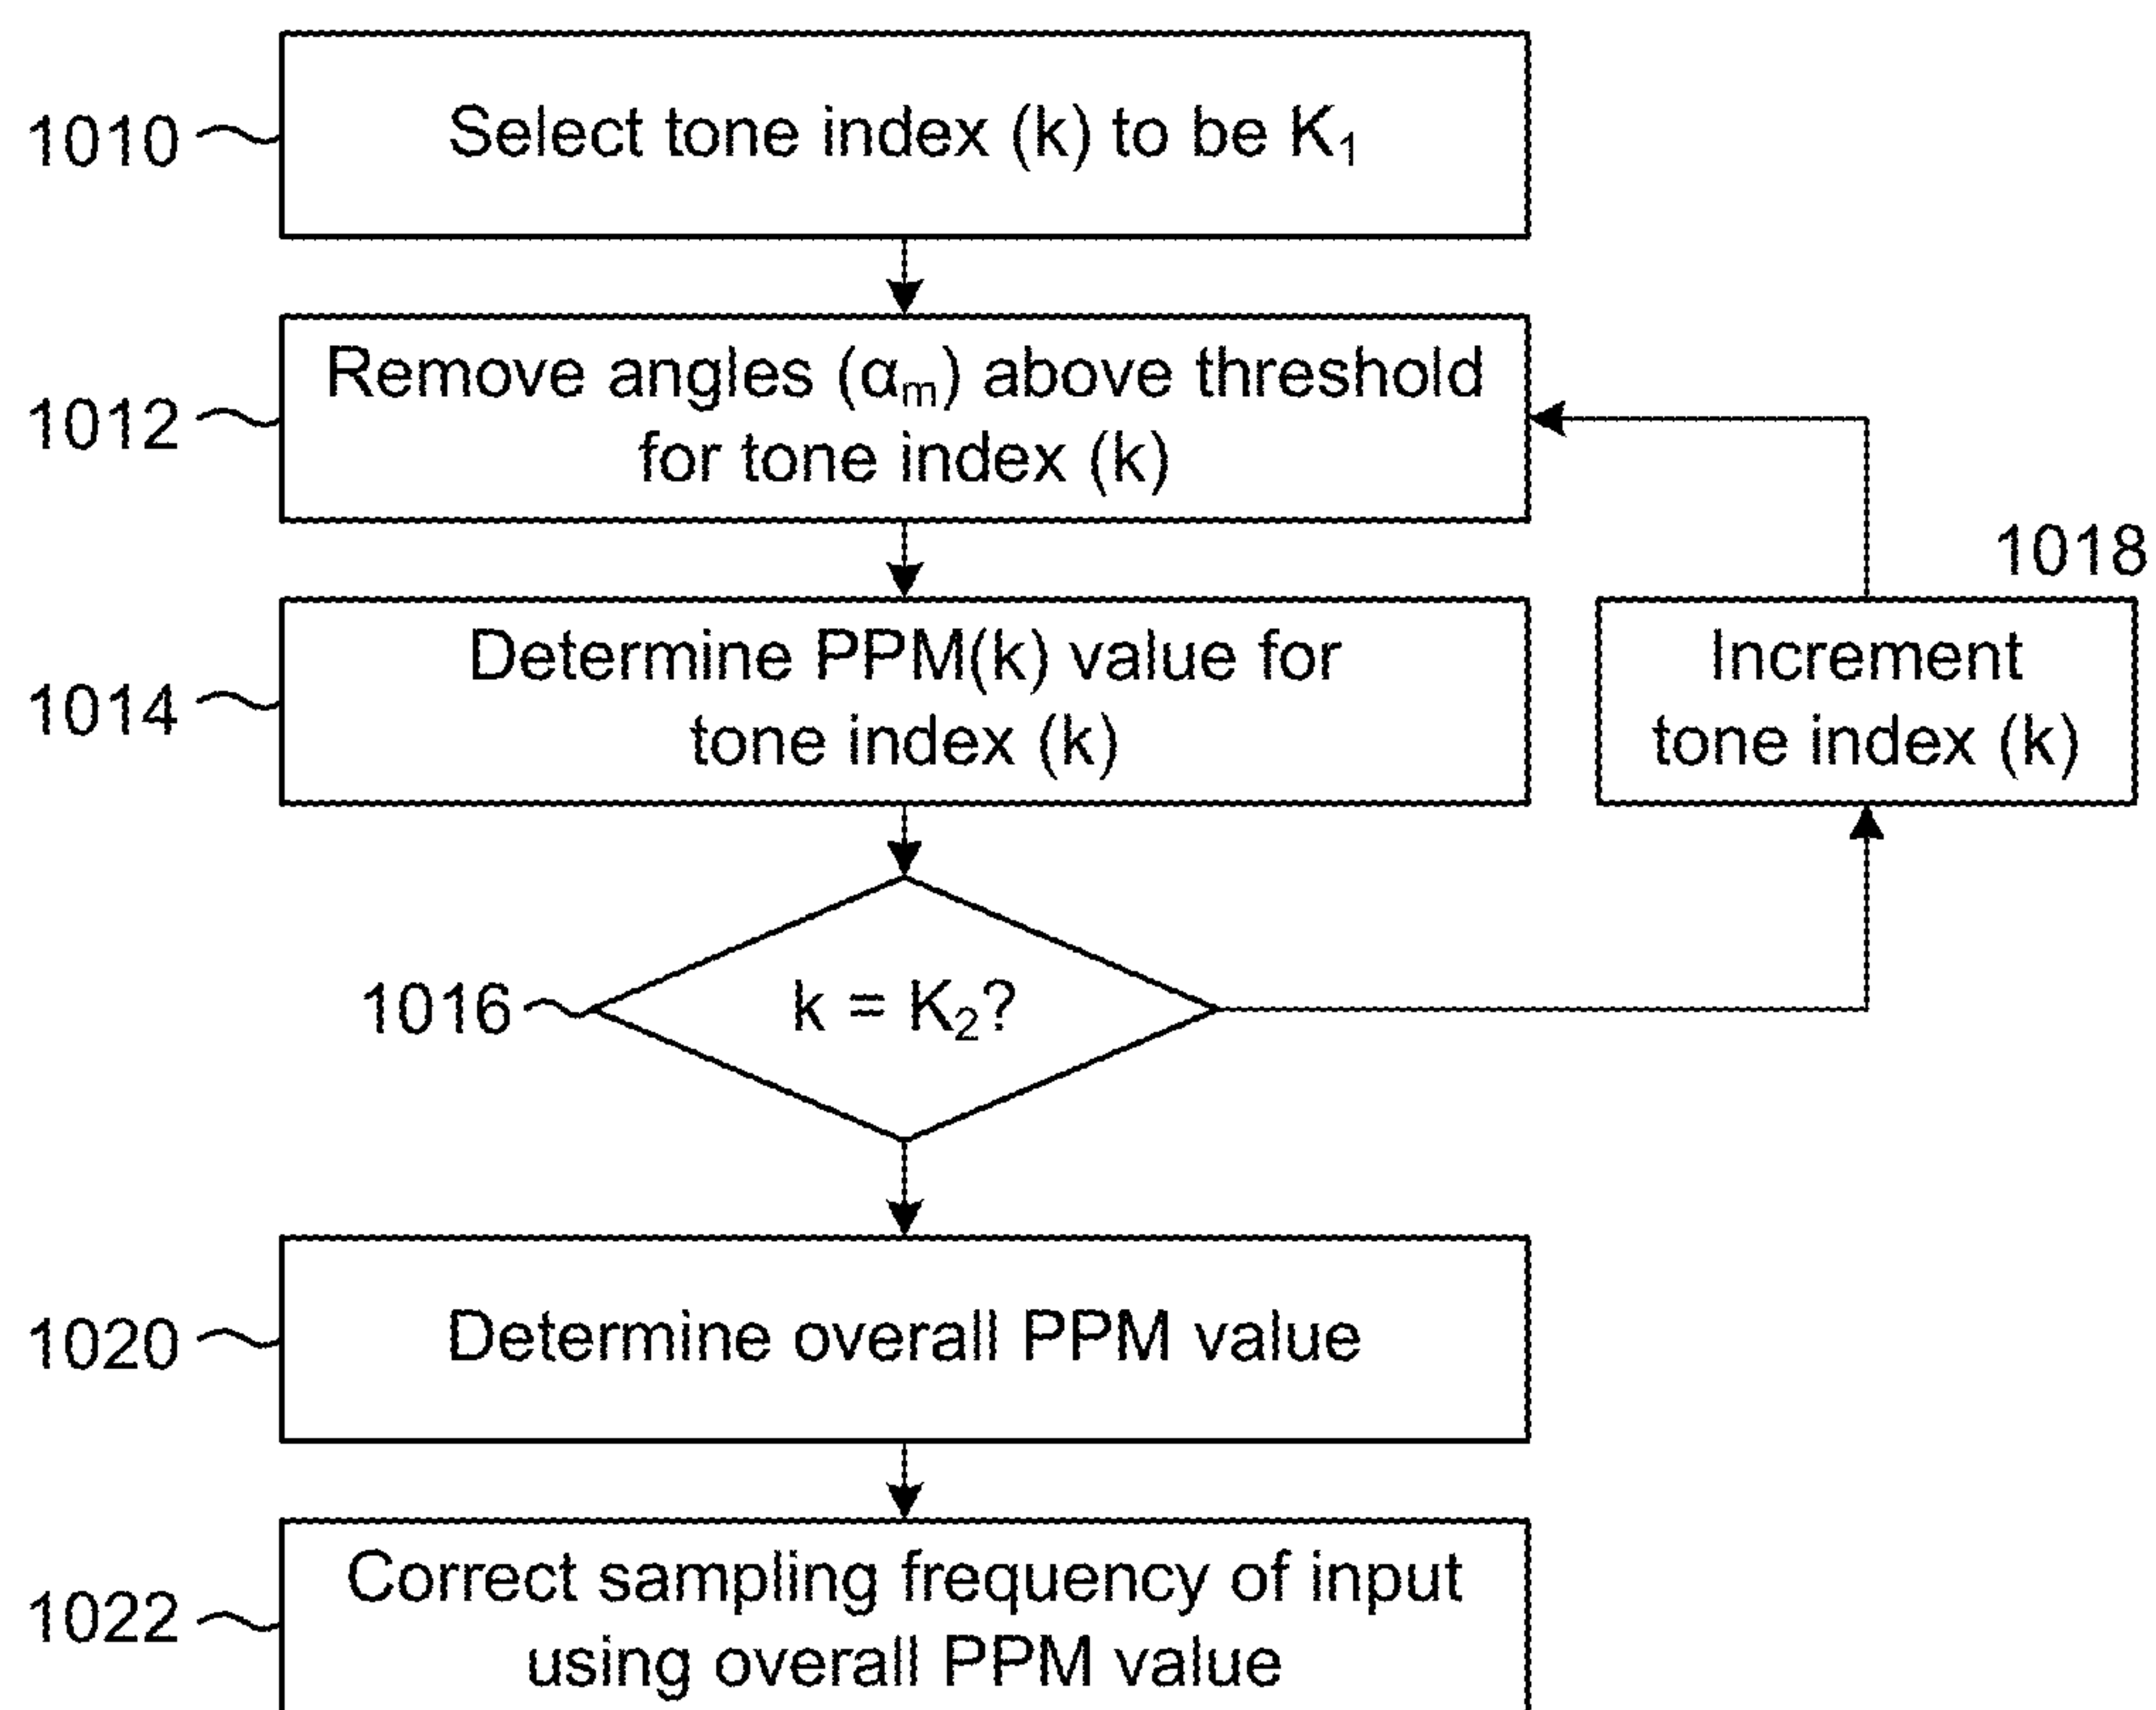 1010
Select tone index (k) to be K₁
1012
Remove angles (αₘ) above threshold
for tone index (k)
1018
1014
Determine PPM(k) value for
tone index (k)
Increment
tone index (k)
1016
k = K₂?
1020
Determine overall PPM value
1022
Correct sampling frequency of input
using overall PPM value